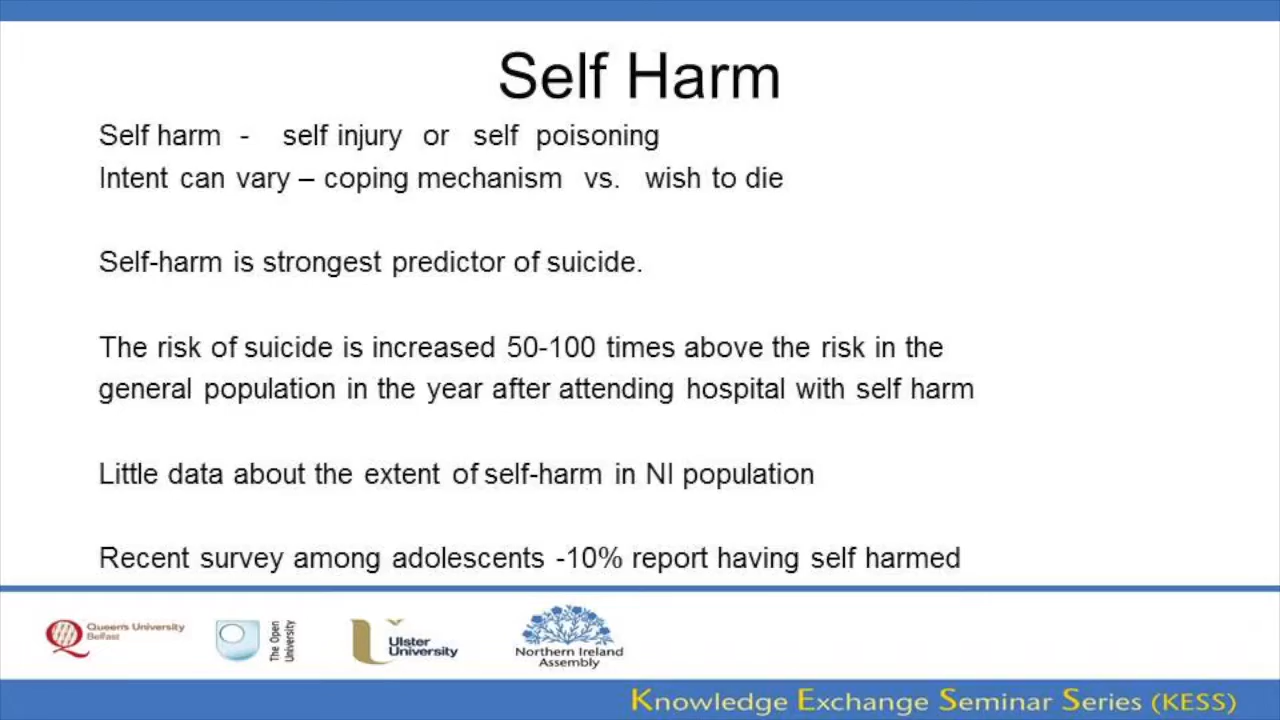 Self Harm
Self harm - self injury or self poisoning
Intent can vary – coping mechanism vs. wish to die
Self-harm is strongest predictor of suicide.
The risk of suicide is increased 50-100 times above the risk in the
general population in the year after attending hospital with self harm
Little data about the extent of self-harm in NI population
Recent survey among adolescents -10% report having self harmed
Queen's University
Belfast
The Open
University
Ulster
University
Northern Ireland
Assembly
Knowledge Exchange Seminar Series (KESS)